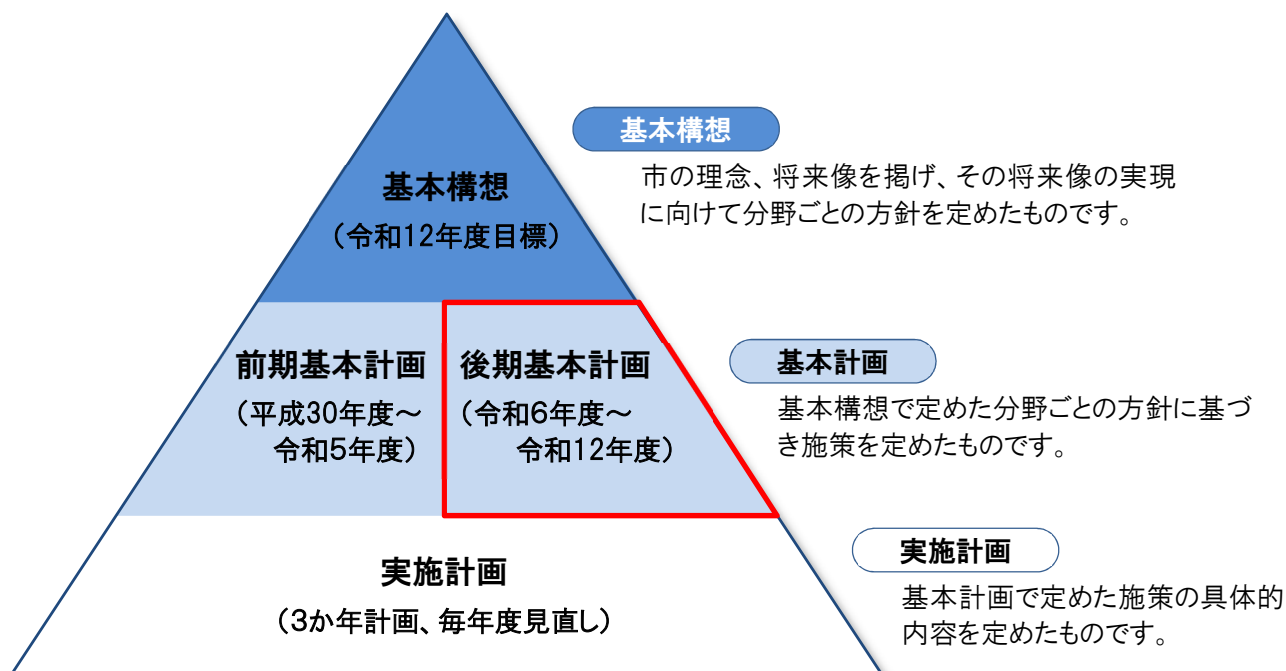 基本構想
(令和12年度目標)
基本構想
市の理念、将来像を掲げ、その将来像の実現
に向けて分野ごとの方針を定めたものです。
前期基本計画
(平成30年度～
令和5年度)
後期基本計画
(令和6年度～
令和12年度)
基本計画
基本構想で定めた分野ごとの方針に基づ
き施策を定めたものです。
実施計画
(3か年計画、毎年度見直し)
実施計画
基本計画で定めた施策の具体的
内容を定めたものです。